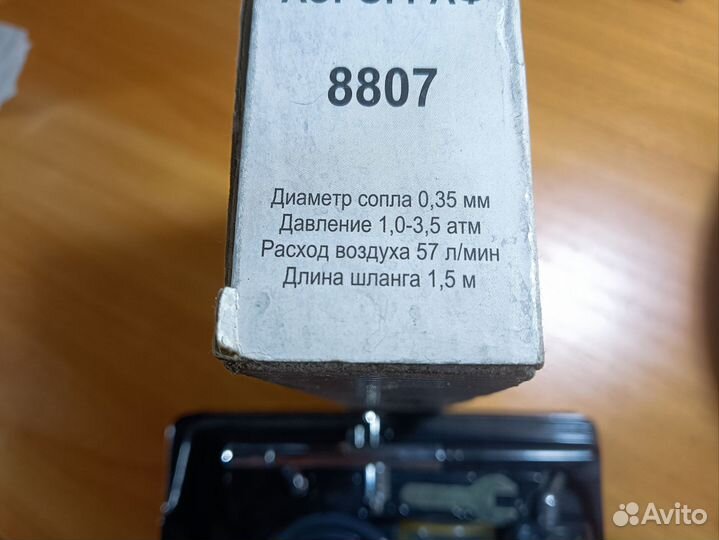 8807
Диаметр сопла 0,35 мм
Давление 1,0-3,5 атм
Расход воздуха 57 л/мин
Длина шланга 1,5 м
Avito